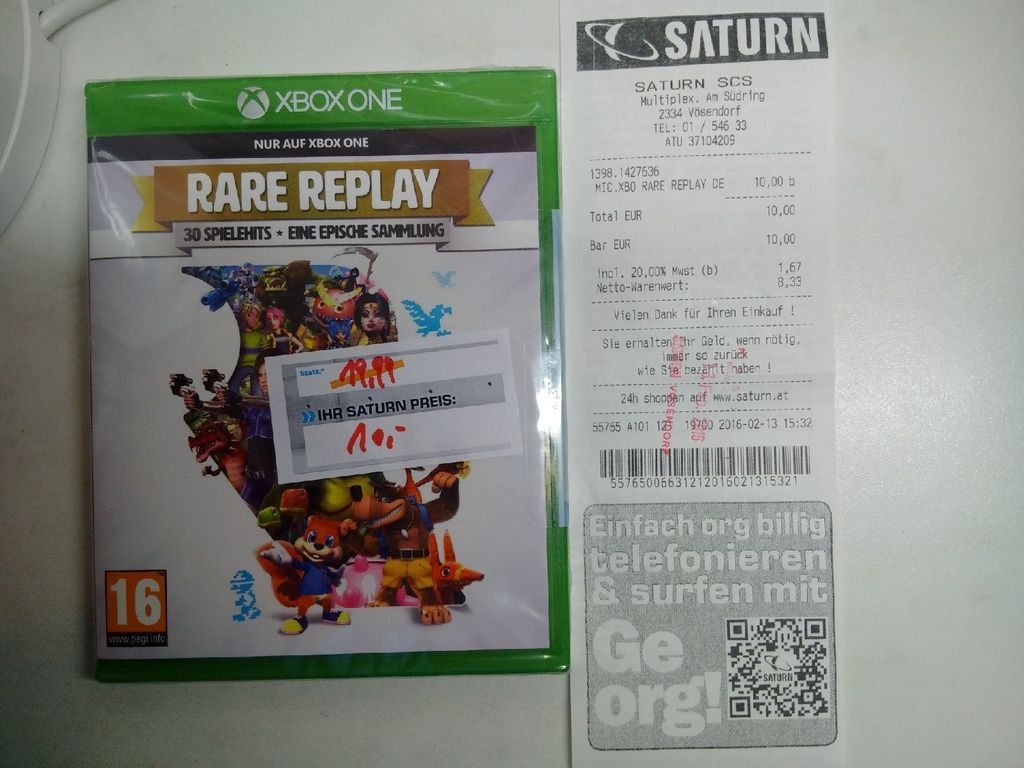 XBOX ONE
NUR AUF XBOX ONE
RARE REPLAY
30 SPIELEHITS • EINE EPISCHE SAMMLUNG
Statt:
19,99
IHR SATURN PREIS:
10,-
16
www.pegi.info
SATURN
SATURN SCS
Multiplex. Am Südring
2334 Vösendorf
TEL: 01 / 546 33
ATU 37104209
1398.1427636
MIC.XBO RARE REPLAY DE 10,00 b
Total EUR 10,00
Bar EUR 10,00
incl. 20,00% Mwst (b) 1,67
Netto-Warenwert: 8,33
Vielen Dank für Ihren Einkauf !
Sie erhalten Ihr Geld, wenn nötig,
immer so zurück
wie Sie bezahlt haben !
24h shoppen auf www.saturn.at
55765 A101 121 19700 2016-02-13 15:32
VÖSENDORF
55765006631212016021315321
Einfach org billig
telefonieren
& surfen mit
Ge
org!
SATURN